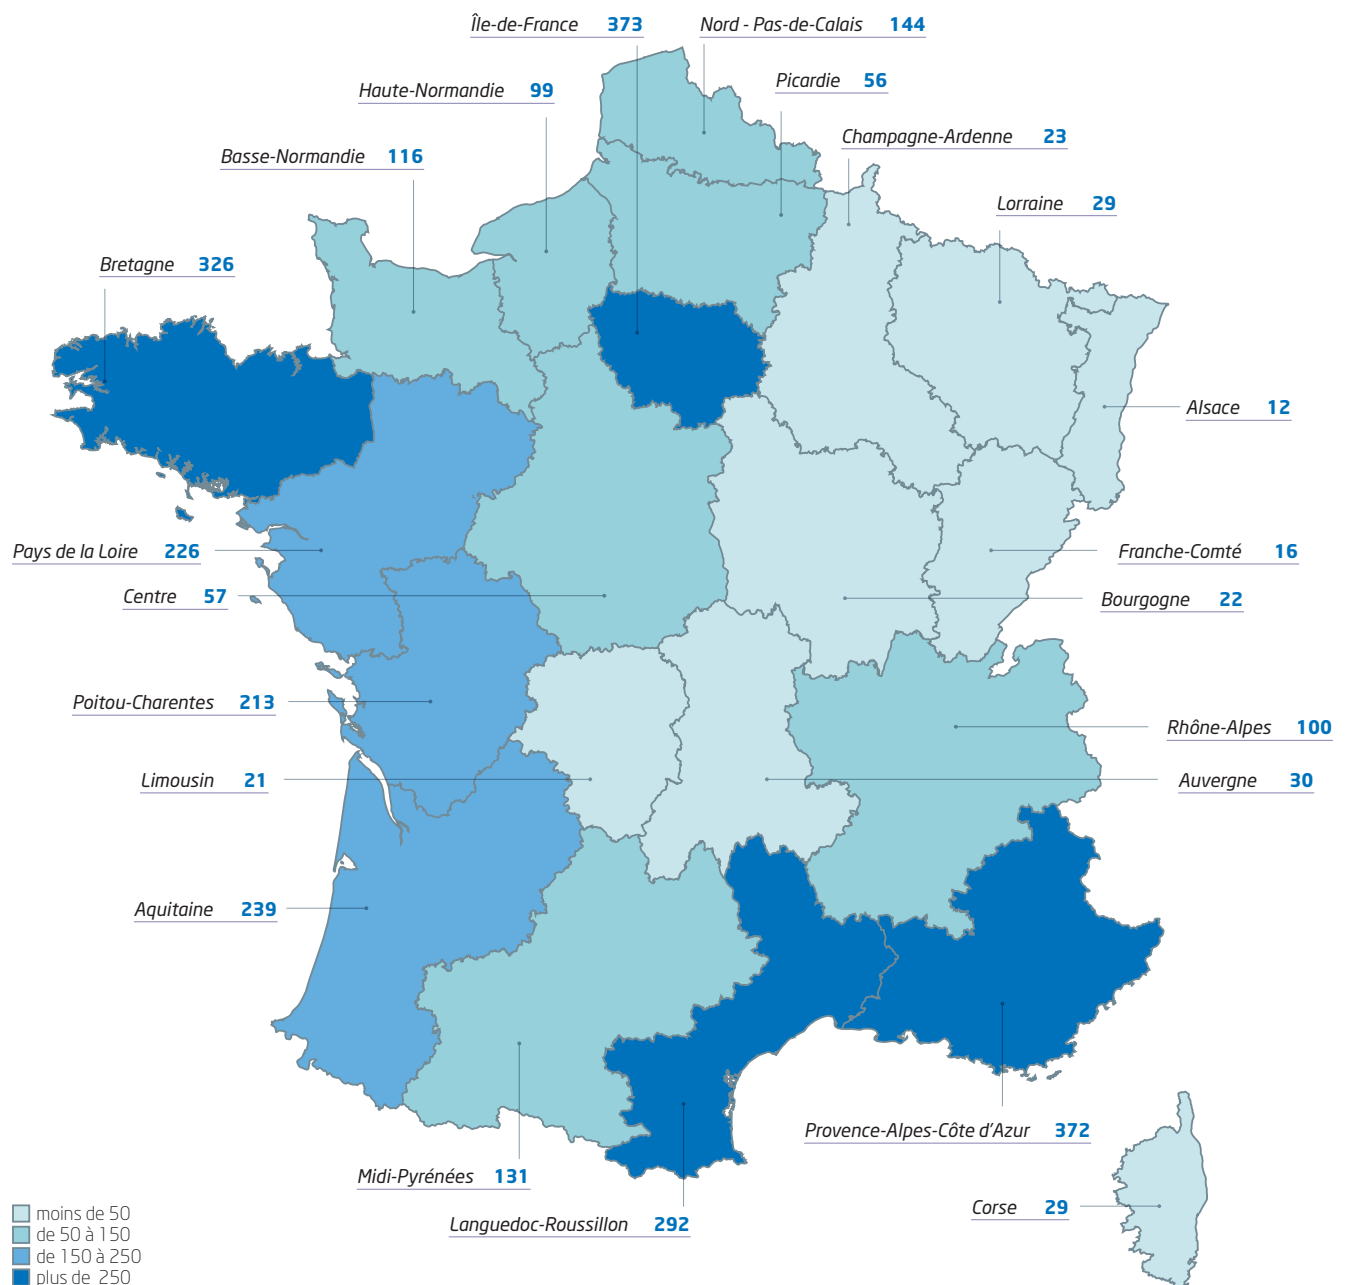 Île-de-France 373
Nord - Pas-de-Calais 144
Picardie 56
Haute-Normandie 99
Champagne-Ardenne 23
Basse-Normandie 116
Lorraine 29
Bretagne 326
Alsace 12
Pays de la Loire 226
Franche-Comté 16
Centre 57
Bourgogne 22
Poitou-Charentes 213
Rhône-Alpes 100
Limousin 21
Auvergne 30
Aquitaine 239
Provence-Alpes-Côte d'Azur 372
Midi-Pyrénées 131
Corse 29
Languedoc-Roussillon 292
moins de 50
de 50 à 150
de 150 à 250
plus de 250